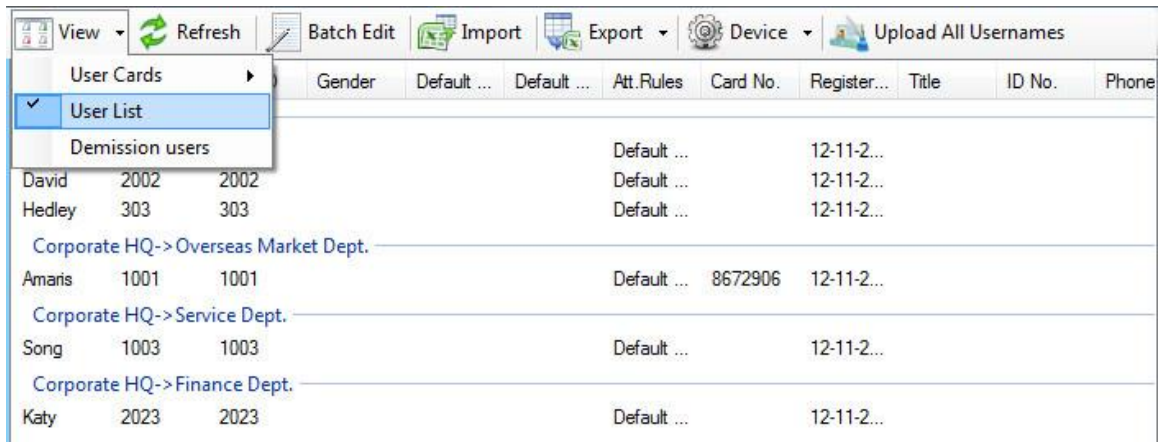 View Refresh Batch Edit Import Export Device Upload All Usernames
User Cards
User List
Demission users
Gender Default ... Default ... Att.Rules Card No. Register... Title ID No. Phone
Default ... 12-11-2...
David 2002 2002 Default ... 12-11-2...
Hedley 303 303 Default ... 12-11-2...
Corporate HQ->Overseas Market Dept.
Amaris 1001 1001 Default ... 8672906 12-11-2...
Corporate HQ->Service Dept.
Song 1003 1003 Default ... 12-11-2...
Corporate HQ->Finance Dept.
Katy 2023 2023 Default ... 12-11-2...